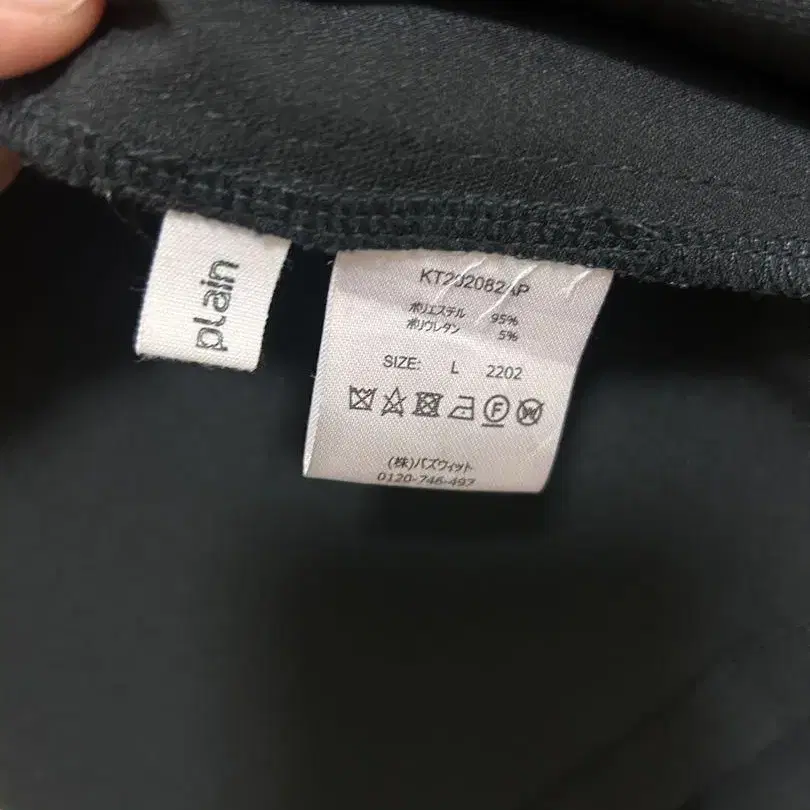 plain
KT202082AP
ポリエステル 95%
ポリウレタン 5%
SIZE: L 2202
F W
(株)バズウィット
0120-746-497